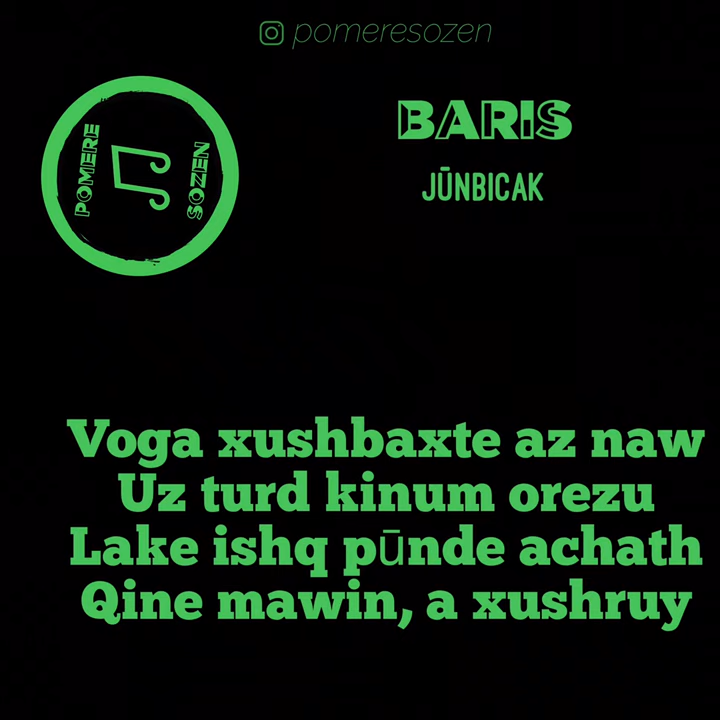 pomeresozen
POMERE
SOZEN
BARIS
JŪNBICAK
Voga xushbaxte az naw
Uz turd kinum orezu
Lake ishq pūnde achath
Qine mawin, a xushruy